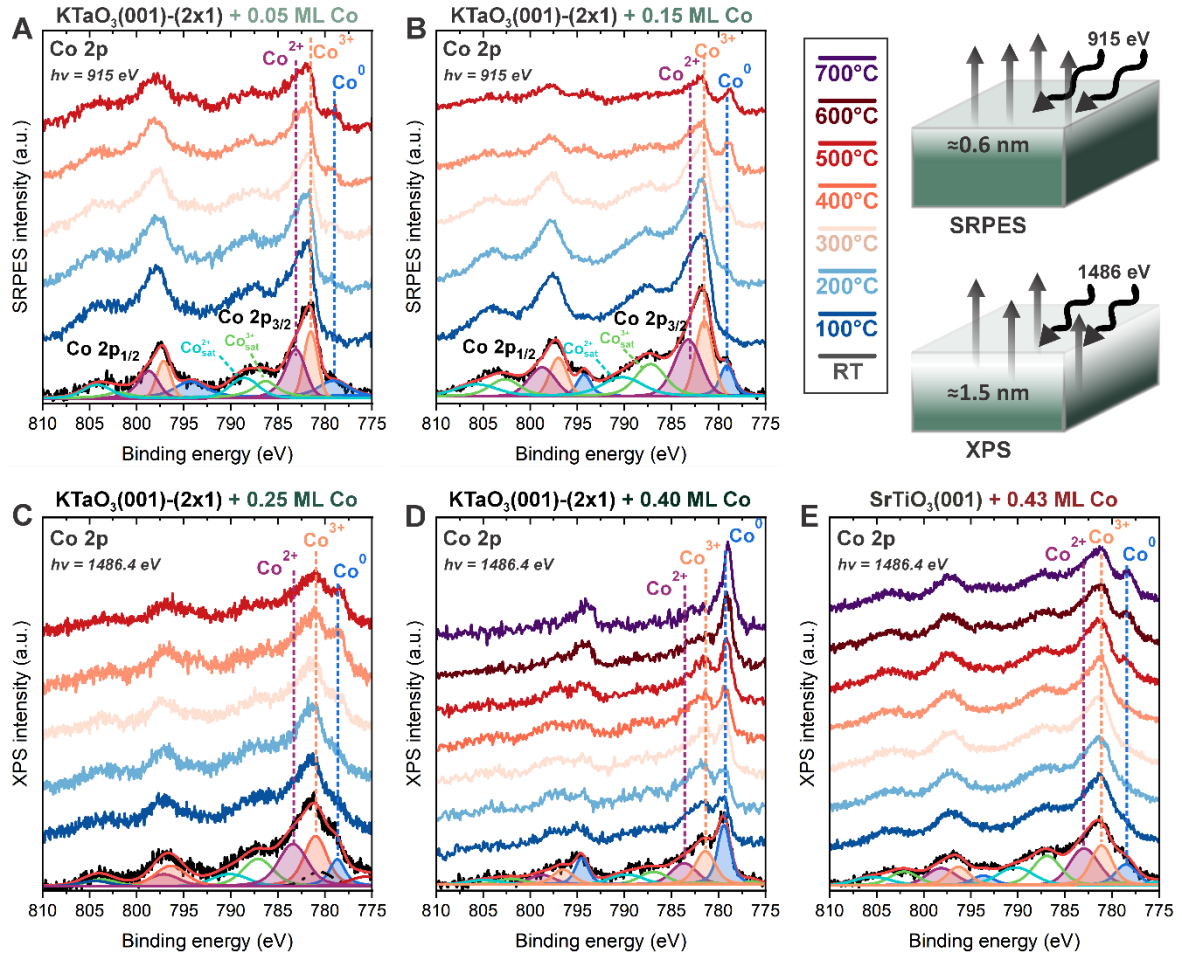 A
KTaO3(001)-(2x1) + 0.05 ML Co
Co 2p
hν = 915 eV
Co2+
Co3+
Co0
Co 2p1/2
Co2+sat
Co3+sat
Co 2p3/2
SRPES intensity (a.u.)
810 805 800 795 790 785 780 775
Binding energy (eV)
B
KTaO3(001)-(2x1) + 0.15 ML Co
Co 2p
hν = 915 eV
Co2+
Co3+
Co0
Co 2p1/2
Co2+sat
Co3+sat
Co 2p3/2
SRPES intensity (a.u.)
810 805 800 795 790 785 780 775
Binding energy (eV)
700°C
600°C
500°C
400°C
300°C
200°C
100°C
RT
915 eV
≈0.6 nm
SRPES
1486 eV
≈1.5 nm
XPS
C
KTaO3(001)-(2x1) + 0.25 ML Co
Co 2p
hν = 1486.4 eV
Co2+
Co3+
Co0
XPS intensity (a.u.)
810 805 800 795 790 785 780 775
Binding energy (eV)
D
KTaO3(001)-(2x1) + 0.40 ML Co
Co 2p
hν = 1486.4 eV
Co2+
Co3+
Co0
XPS intensity (a.u.)
810 805 800 795 790 785 780 775
Binding energy (eV)
E
SrTiO3(001) + 0.43 ML Co
Co 2p
hν = 1486.4 eV
Co2+
Co3+
Co0
XPS intensity (a.u.)
810 805 800 795 790 785 780 775
Binding energy (eV)